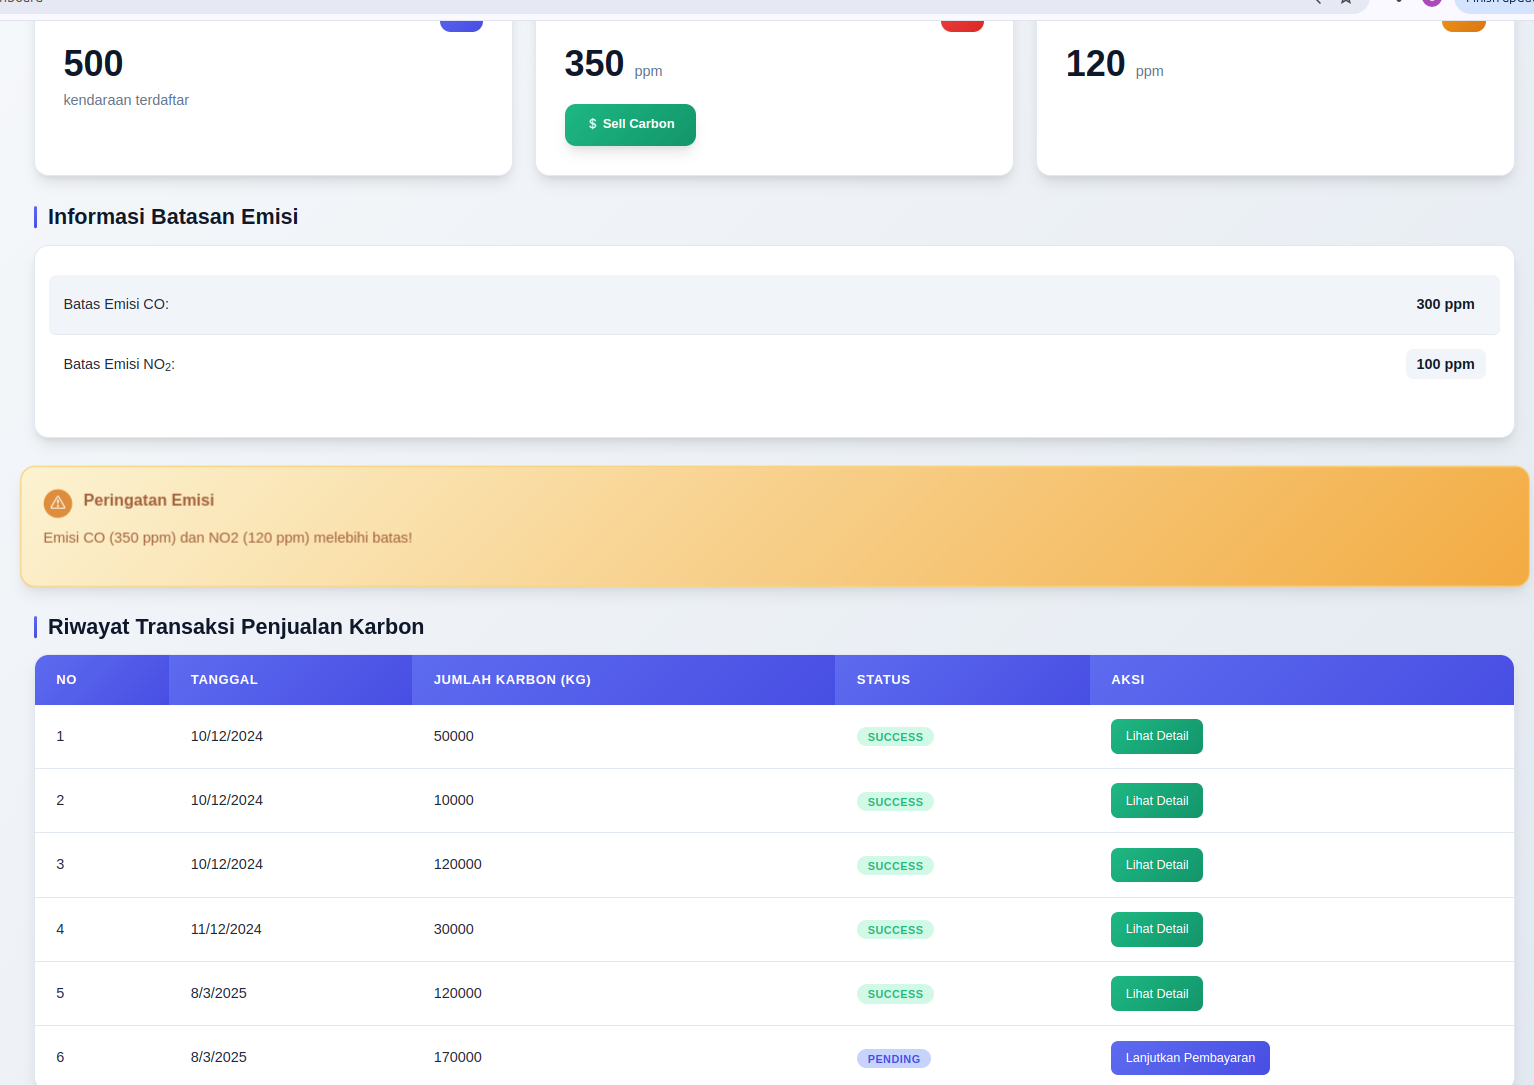 500
350 ppm
120 ppm
kendaraan terdaftar
$ Sell Carbon
Informasi Batasan Emisi
Batas Emisi CO:
300 ppm
Batas Emisi NO₂:
100 ppm
Peringatan Emisi
Emisi CO (350 ppm) dan NO2 (120 ppm) melebihi batas!
Riwayat Transaksi Penjualan Karbon
NO TANGGAL JUMLAH KARBON (KG) STATUS AKSI
1 10/12/2024 50000 SUCCESS Lihat Detail
2 10/12/2024 10000 SUCCESS Lihat Detail
3 10/12/2024 120000 SUCCESS Lihat Detail
4 11/12/2024 30000 SUCCESS Lihat Detail
5 8/3/2025 120000 SUCCESS Lihat Detail
6 8/3/2025 170000 PENDING Lanjutkan Pembayaran